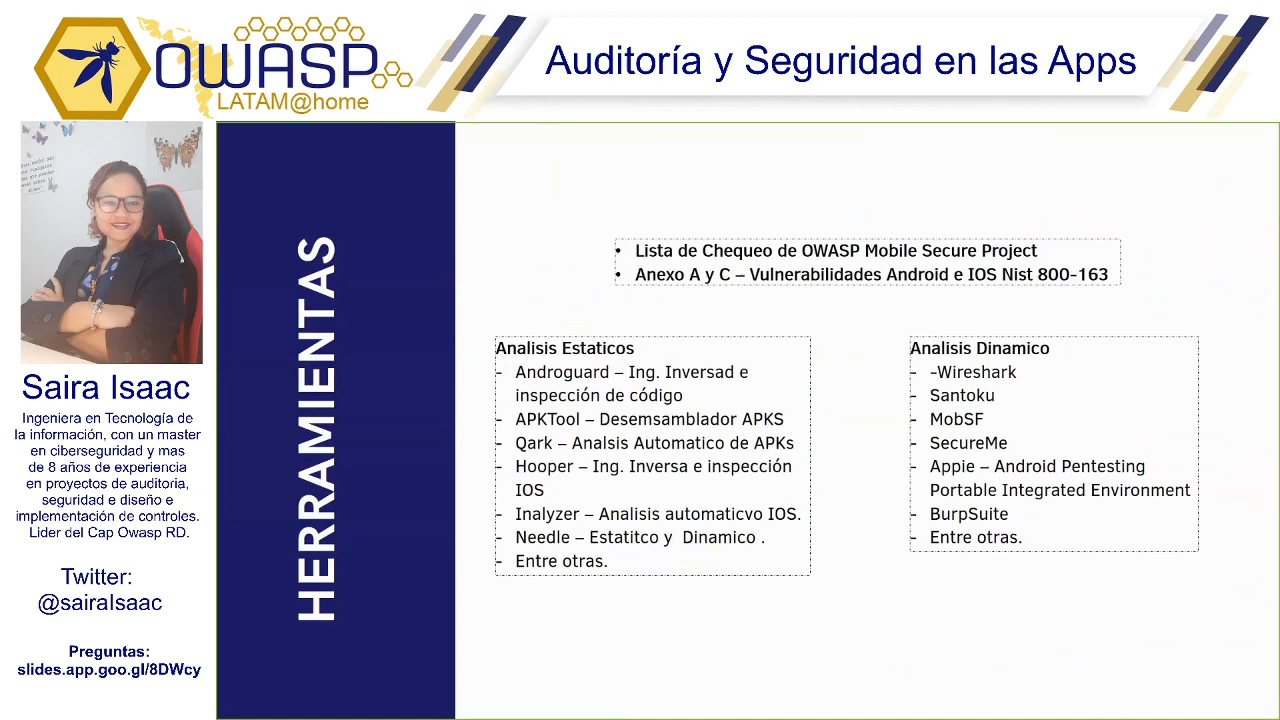 OWASP
LATAM@home
Auditoría y Seguridad en las Apps
Saira Isaac
Ingeniera en Tecnología de
la información, con un master
en ciberseguridad y mas
de 8 años de experiencia
en proyectos de auditoria,
seguridad e diseño e
implementación de controles.
Lider del Cap Owasp RD.
Twitter:
@sairaIsaac
Preguntas:
slides.app.goo.gl/8DWcy
HERRAMIENTAS
• Lista de Chequeo de OWASP Mobile Secure Project
• Anexo A y C – Vulnerabilidades Android e IOS Nist 800-163
Analisis Estaticos
- Androguard – Ing. Inversad e
inspección de código
- APKTool – Desemsamblador APKS
- Qark – Analsis Automatico de APKs
- Hooper – Ing. Inversa e inspección
IOS
- Inalyzer – Analisis automaticvo IOS.
- Needle – Estatitco y Dinamico .
- Entre otras.
Analisis Dinamico
- -Wireshark
- Santoku
- MobSF
- SecureMe
- Appie – Android Pentesting
Portable Integrated Environment
- BurpSuite
- Entre otras.